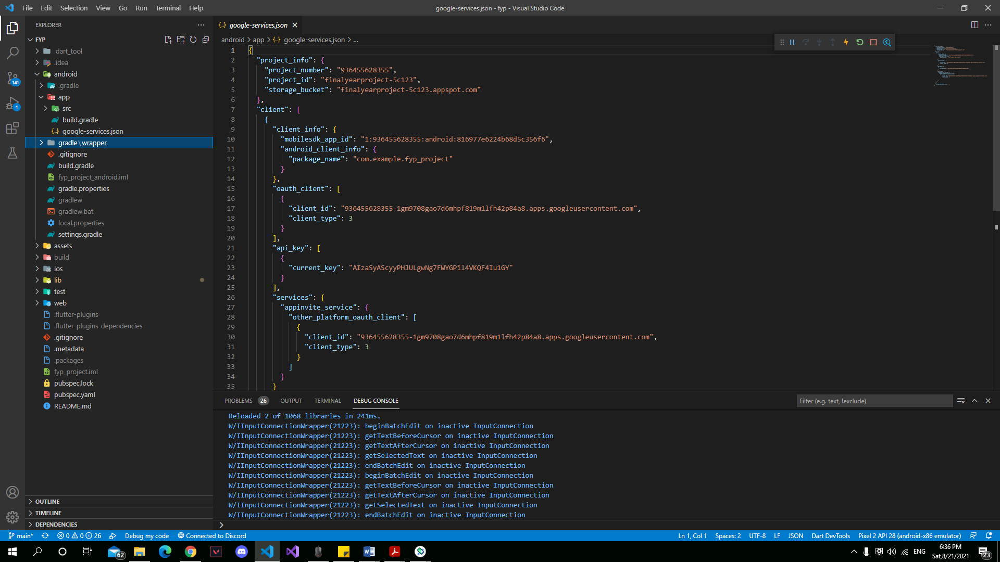 File Edit Selection View Go Run Terminal Help
google-services.json - fyp - Visual Studio Code
EXPLORER
FYP
.dart_tool
.idea
android
.gradle
app
src
build.gradle
google-services.json
gradle\wrapper
.gitignore
build.gradle
fyp_project_android.iml
gradle.properties
gradlew
gradlew.bat
local.properties
settings.gradle
assets
build
ios
lib
test
web
.flutter-plugins
.flutter-plugins-dependencies
.gitignore
.metadata
.packages
fyp_project.iml
pubspec.lock
pubspec.yaml
README.md
OUTLINE
TIMELINE
DEPENDENCIES
141
1
google-services.json
android > app > {..} google-services.json > ...
1 {
2 "project_info": {
3 "project_number": "936455628355",
4 "project_id": "finalyearproject-5c123",
5 "storage_bucket": "finalyearproject-5c123.appspot.com"
6 },
7 "client": [
8 {
9 "client_info": {
10 "mobilesdk_app_id": "1:936455628355:android:816977e6224b68d5c356f6",
11 "android_client_info": {
12 "package_name": "com.example.fyp_project"
13 }
14 },
15 "oauth_client": [
16 {
17 "client_id": "936455628355-1gm9708gao7d6mhpf819m1lfh42p84a8.apps.googleusercontent.com",
18 "client_type": 3
19 }
20 ],
21 "api_key": [
22 {
23 "current_key": "AIzaSyAScyyPHJULgwNg7FWYGPil4VKQF4Iu1GY"
24 }
25 ],
26 "services": {
27 "appinvite_service": {
28 "other_platform_oauth_client": [
29 {
30 "client_id": "936455628355-1gm9708gao7d6mhpf819m1lfh42p84a8.apps.googleusercontent.com",
31 "client_type": 3
32 }
33 ]
34 }
35 }
PROBLEMS 26 OUTPUT TERMINAL DEBUG CONSOLE
Filter (e.g. text, !exclude)
Reloaded 2 of 1068 libraries in 241ms.
W/IInputConnectionWrapper(21223): beginBatchEdit on inactive InputConnection
W/IInputConnectionWrapper(21223): getTextBeforeCursor on inactive InputConnection
W/IInputConnectionWrapper(21223): getTextAfterCursor on inactive InputConnection
W/IInputConnectionWrapper(21223): getSelectedText on inactive InputConnection
W/IInputConnectionWrapper(21223): endBatchEdit on inactive InputConnection
W/IInputConnectionWrapper(21223): beginBatchEdit on inactive InputConnection
W/IInputConnectionWrapper(21223): getTextBeforeCursor on inactive InputConnection
W/IInputConnectionWrapper(21223): getTextAfterCursor on inactive InputConnection
W/IInputConnectionWrapper(21223): getSelectedText on inactive InputConnection
W/IInputConnectionWrapper(21223): endBatchEdit on inactive InputConnection
main* 0 0 26 Debug my code Connected to Discord
Ln 1, Col 1 Spaces: 2 UTF-8 LF JSON Dart DevTools Pixel 2 API 28 (android-x86 emulator)
62
ENG
6:36 PM
Sat,8/21/2021
23